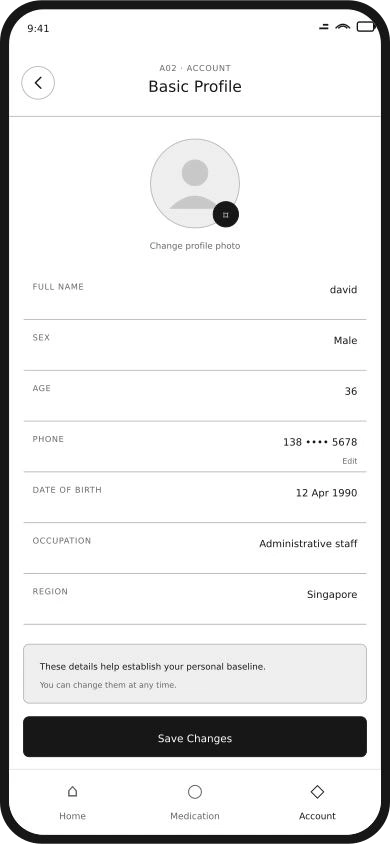 9:41
A02 · ACCOUNT
Basic Profile
Change profile photo
FULL NAME
david
SEX
Male
AGE
36
PHONE
138 •••• 5678
Edit
DATE OF BIRTH
12 Apr 1990
OCCUPATION
Administrative staff
REGION
Singapore
These details help establish your personal baseline.
You can change them at any time.
Save Changes
Home
Medication
Account